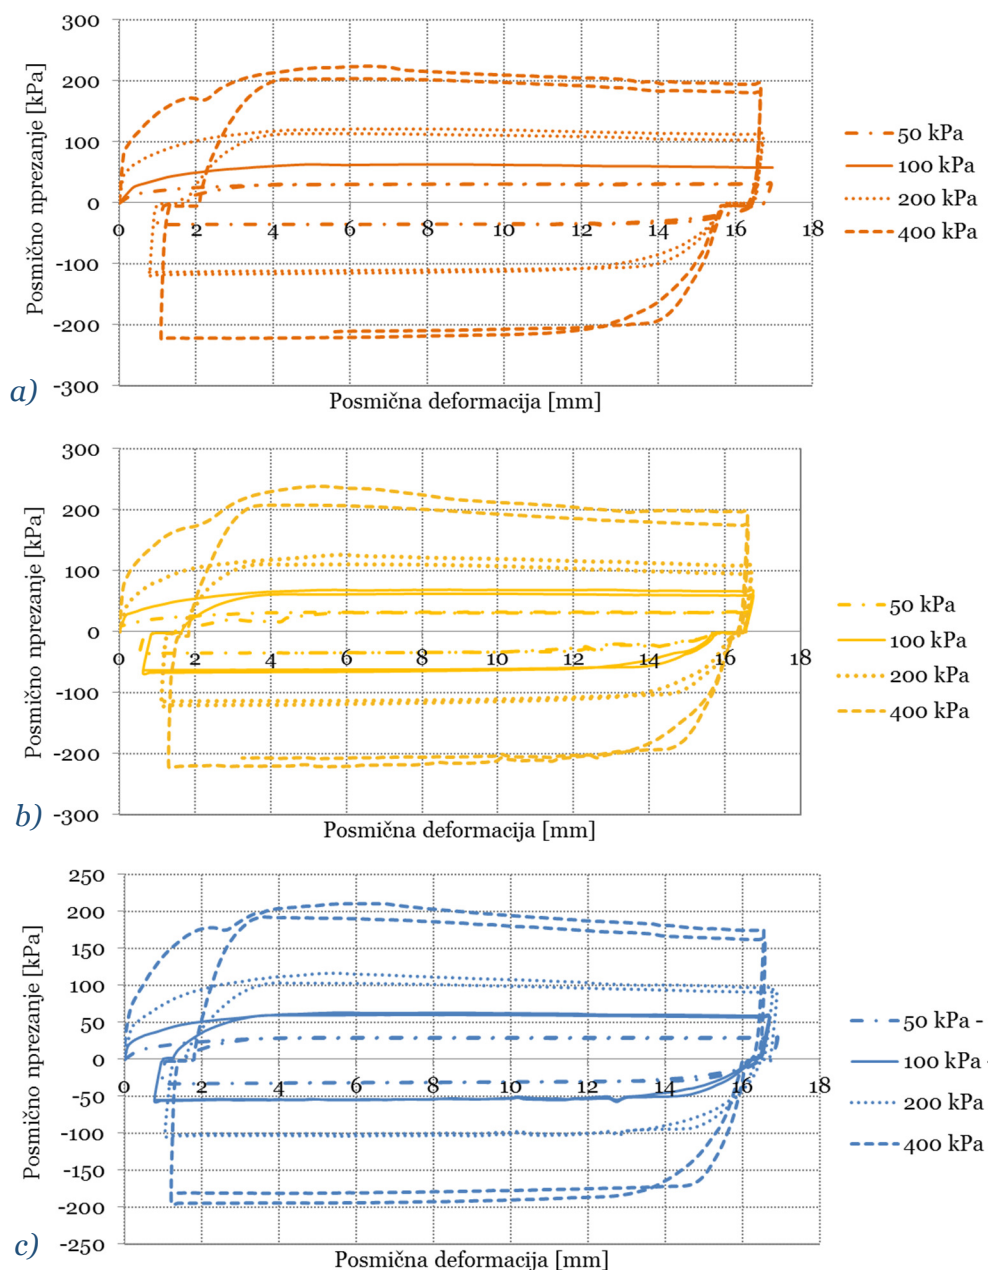 300
200
100
0
-100
-200
-300
0 2 4 6 8 10 12 14 16 18
Posmično nprezanje [kPa]
Posmična deformacija [mm]
50 kPa
100 kPa
200 kPa
400 kPa
a)
300
200
100
0
-100
-200
-300
0 2 4 6 8 10 12 14 16 18
Posmično nprezanje [kPa]
Posmična deformacija [mm]
50 kPa
100 kPa
200 kPa
400 kPa
b)
250
200
150
100
50
0
-50
-100
-150
-200
-250
0 2 4 6 8 10 12 14 16 18
Posmično nprezanje [kPa]
Posmična deformacija [mm]
50 kPa -
100 kPa -
200 kPa
400 kPa
c)